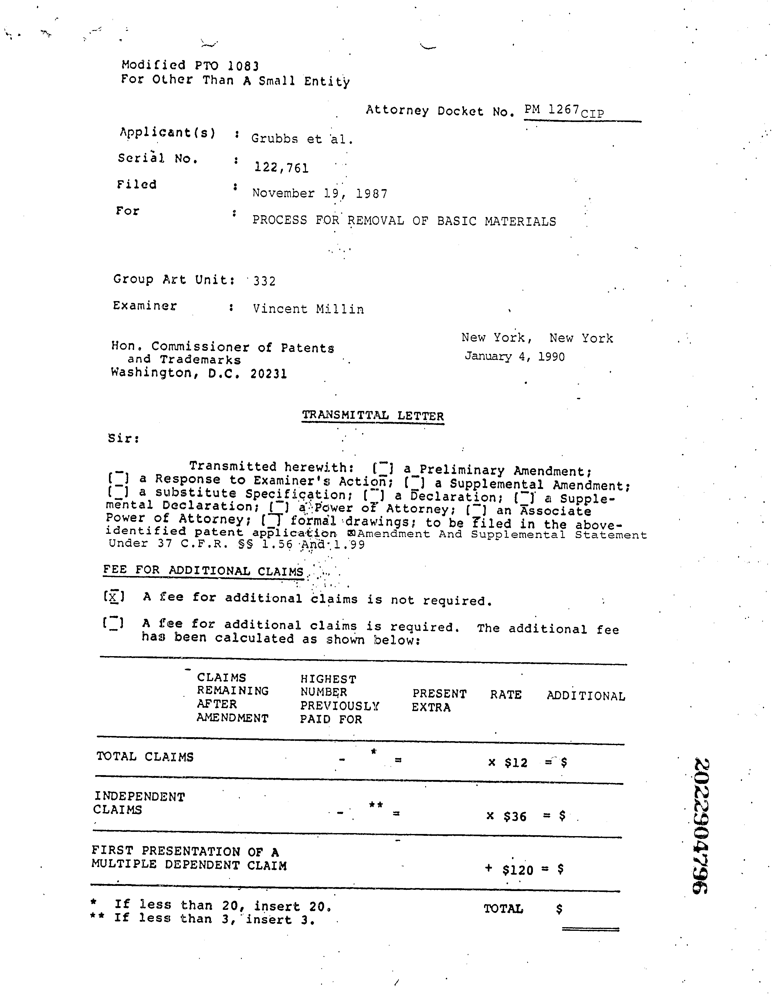 Modified PTO 1083
For Other Than A Small Entity
Attorney Docket No. PM 1267CIP
Applicant(s) : Grubbs et al.
Serial No. : 122,761
Filed : November 19, 1987
For : PROCESS FOR REMOVAL OF BASIC MATERIALS
Group Art Unit: 332
Examiner : Vincent Millin
New York, New York
Hon. Commissioner of Patents
January 4, 1990
and Trademarks
Washington, D.C. 20231
TRANSMITTAL LETTER
Sir:
Transmitted herewith: [ ] a Preliminary Amendment;
[ ] a Response to Examiner's Action; [ ] a Supplemental Amendment;
[ ] a substitute Specification; [ ] a Declaration; [ ] a Supple-
mental Declaration; [ ] a Power of Attorney; [ ] an Associate
Power of Attorney; [ ] formal drawings; to be filed in the above-
identified patent application ☒Amendment And Supplemental Statement
Under 37 C.F.R. §§ 1.56 And 1.99
FEE FOR ADDITIONAL CLAIMS
[X] A fee for additional claims is not required.
[ ] A fee for additional claims is required. The additional fee
has been calculated as shown below:
CLAIMS REMAINING AFTER AMENDMENT
HIGHEST NUMBER PREVIOUSLY PAID FOR
PRESENT EXTRA
RATE
ADDITIONAL
TOTAL CLAIMS - * = x $12 = $
INDEPENDENT
CLAIMS - ** = x $36 = $
FIRST PRESENTATION OF A
MULTIPLE DEPENDENT CLAIM + $120 = $
* If less than 20, insert 20. TOTAL $
** If less than 3, insert 3.
2022904796